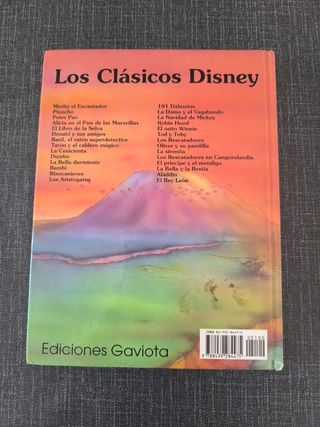 Los Clásicos Disney
Merlín el Encantador
Pinocho
Peter Pan
Alicia en el País de las Maravillas
El Libro de la Selva
Donald y sus amigos
Basil, el ratón superdetective
Tarón y el caldero mágico
La Cenicienta
Dumbo
La Bella durmiente
Bambi
Blancanieves
Los Aristogatos
101 Dálmatas
La Dama y el Vagabundo
La Navidad de Mickey
Robin Hood
El osito Winnie
Tod y Toby
Los Rescatadores
Oliver y su pandilla
La sirenita
Los Rescatadores en Cangurolandia
El príncipe y el mendigo
La Bella y la Bestia
Aladdin
El Rey León
Ediciones Gaviota
05100